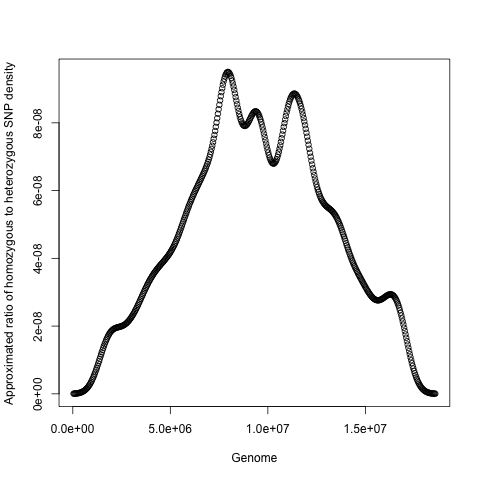 Approximated ratio of homozygous to heterozygous SNP density
8e-08
6e-08
4e-08
2e-08
0e+00
0.0e+00 5.0e+06 1.0e+07 1.5e+07
Genome